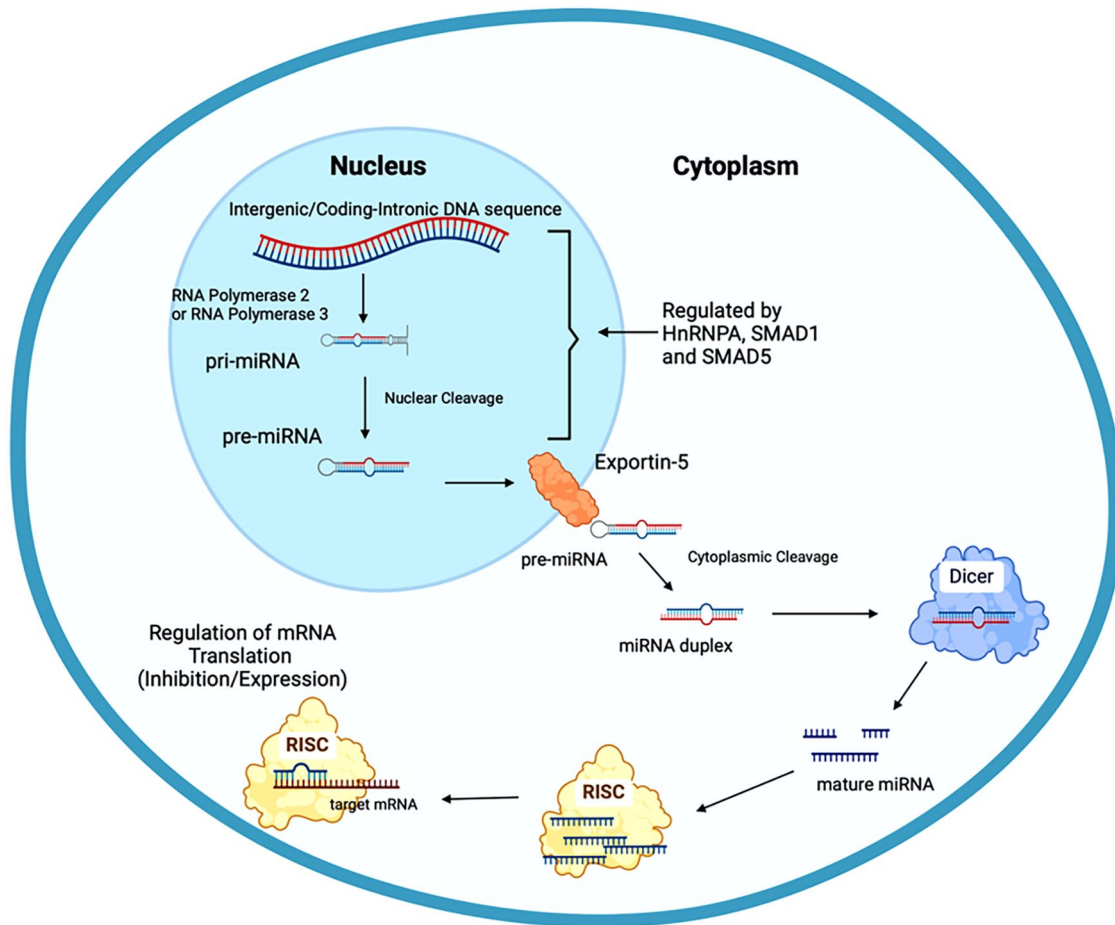 Nucleus
Cytoplasm
Intergenic/Coding-Intronic DNA sequence
RNA Polymerase 2
or RNA Polymerase 3
pri-miRNA
Nuclear Cleavage
pre-miRNA
Regulated by
HnRNPA, SMAD1
and SMAD5
Exportin-5
pre-miRNA
Cytoplasmic Cleavage
miRNA duplex
Dicer
mature miRNA
RISC
Regulation of mRNA
Translation
(Inhibition/Expression)
RISC
target mRNA